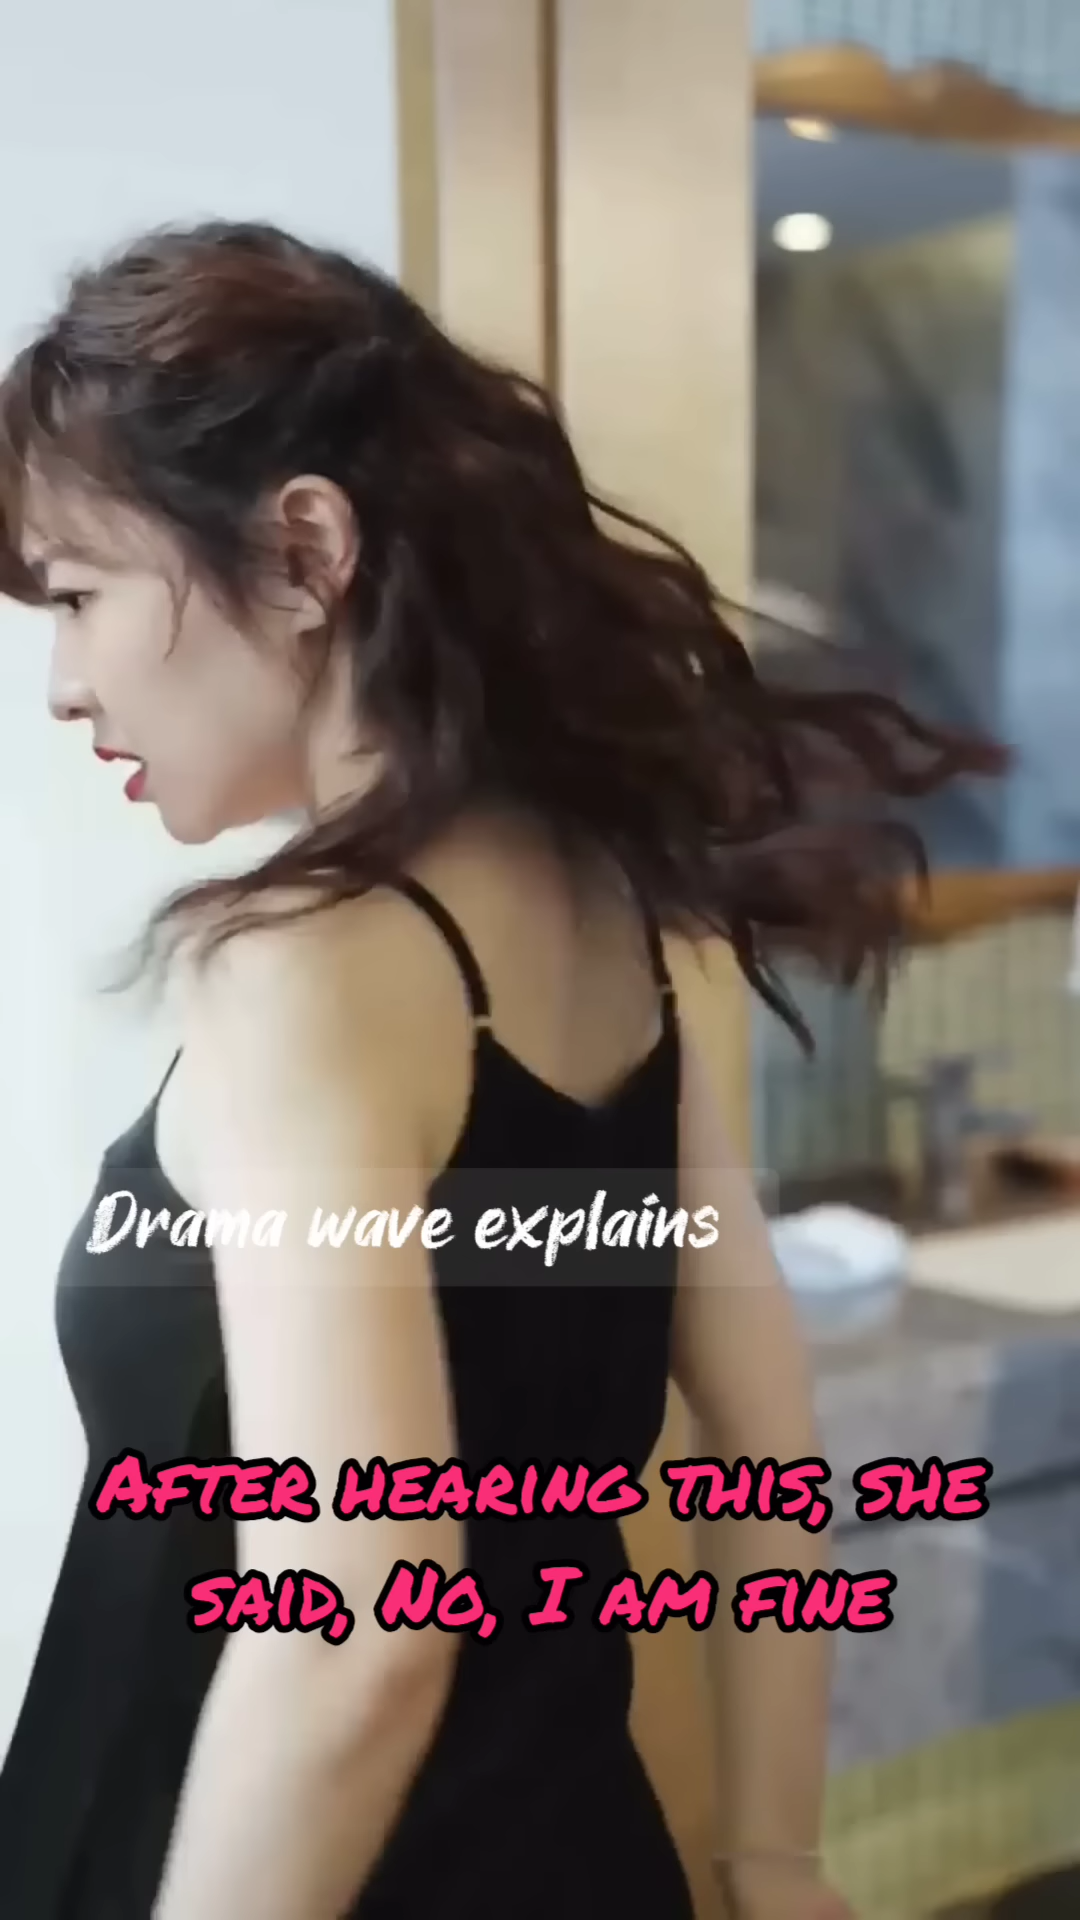 Drama wave explains
After hearing this, she
said, No, I am fine